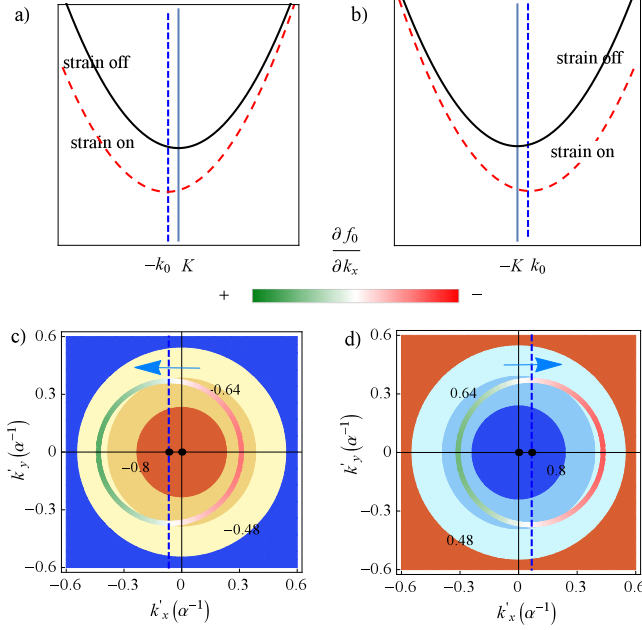 a)
b)
strain off
strain off
strain on
strain on
−k₀ K
∂ f₀
∂ kₓ
−K k₀
+
−
c)
d)
0.6
0.3
0
−0.3
−0.6
k'y (α⁻¹)
-0.64
−0.8
−0.48
−0.6 −0.3 0 0.3 0.6
k'x (α⁻¹)
0.6
0.3
0
−0.3
−0.6
k'y (α⁻¹)
0.64
0.8
0.48
−0.6 −0.3 0 0.3 0.6
k'x (α⁻¹)